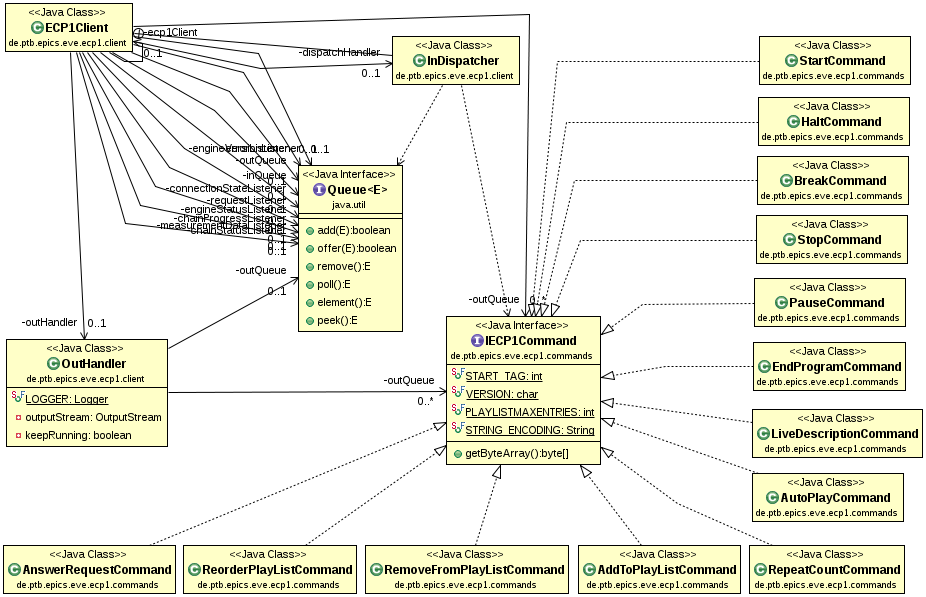 <<Java Class>>
ECP1Client
de.ptb.epics.eve.ecp1.client
-ecp1Client
0..1
-dispatchHandler
0..1
<<Java Class>>
InDispatcher
de.ptb.epics.eve.ecp1.client
<<Java Class>>
StartCommand
de.ptb.epics.eve.ecp1.commands
<<Java Class>>
HaltCommand
de.ptb.epics.eve.ecp1.commands
<<Java Class>>
BreakCommand
de.ptb.epics.eve.ecp1.commands
<<Java Class>>
StopCommand
de.ptb.epics.eve.ecp1.commands
<<Java Class>>
PauseCommand
de.ptb.epics.eve.ecp1.commands
<<Java Class>>
EndProgramCommand
de.ptb.epics.eve.ecp1.commands
<<Java Class>>
LiveDescriptionCommand
de.ptb.epics.eve.ecp1.commands
<<Java Class>>
AutoPlayCommand
de.ptb.epics.eve.ecp1.commands
-outQueue
-inQueue
-connectionStateListener
-requestListener
-engineStatusListener
-chainProgressListener
-measurementDataListener
-chainStatusListener
0..1
<<Java Interface>>
Queue<E>
java.util
add(E):boolean
offer(E):boolean
remove():E
poll():E
element():E
peek():E
-outQueue
0..1
-outHandler
0..1
<<Java Class>>
OutHandler
de.ptb.epics.eve.ecp1.client
LOGGER: Logger
outputStream: OutputStream
keepRunning: boolean
-outQueue
0..*
-outQueue
<<Java Interface>>
IECP1Command
de.ptb.epics.eve.ecp1.commands
START_TAG: int
VERSION: char
PLAYLISTMAXENTRIES: int
STRING_ENCODING: String
getByteArray():byte[]
<<Java Class>>
AnswerRequestCommand
de.ptb.epics.eve.ecp1.commands
<<Java Class>>
ReorderPlayListCommand
de.ptb.epics.eve.ecp1.commands
<<Java Class>>
RemoveFromPlayListCommand
de.ptb.epics.eve.ecp1.commands
<<Java Class>>
AddToPlayListCommand
de.ptb.epics.eve.ecp1.commands
<<Java Class>>
RepeatCountCommand
de.ptb.epics.eve.ecp1.commands